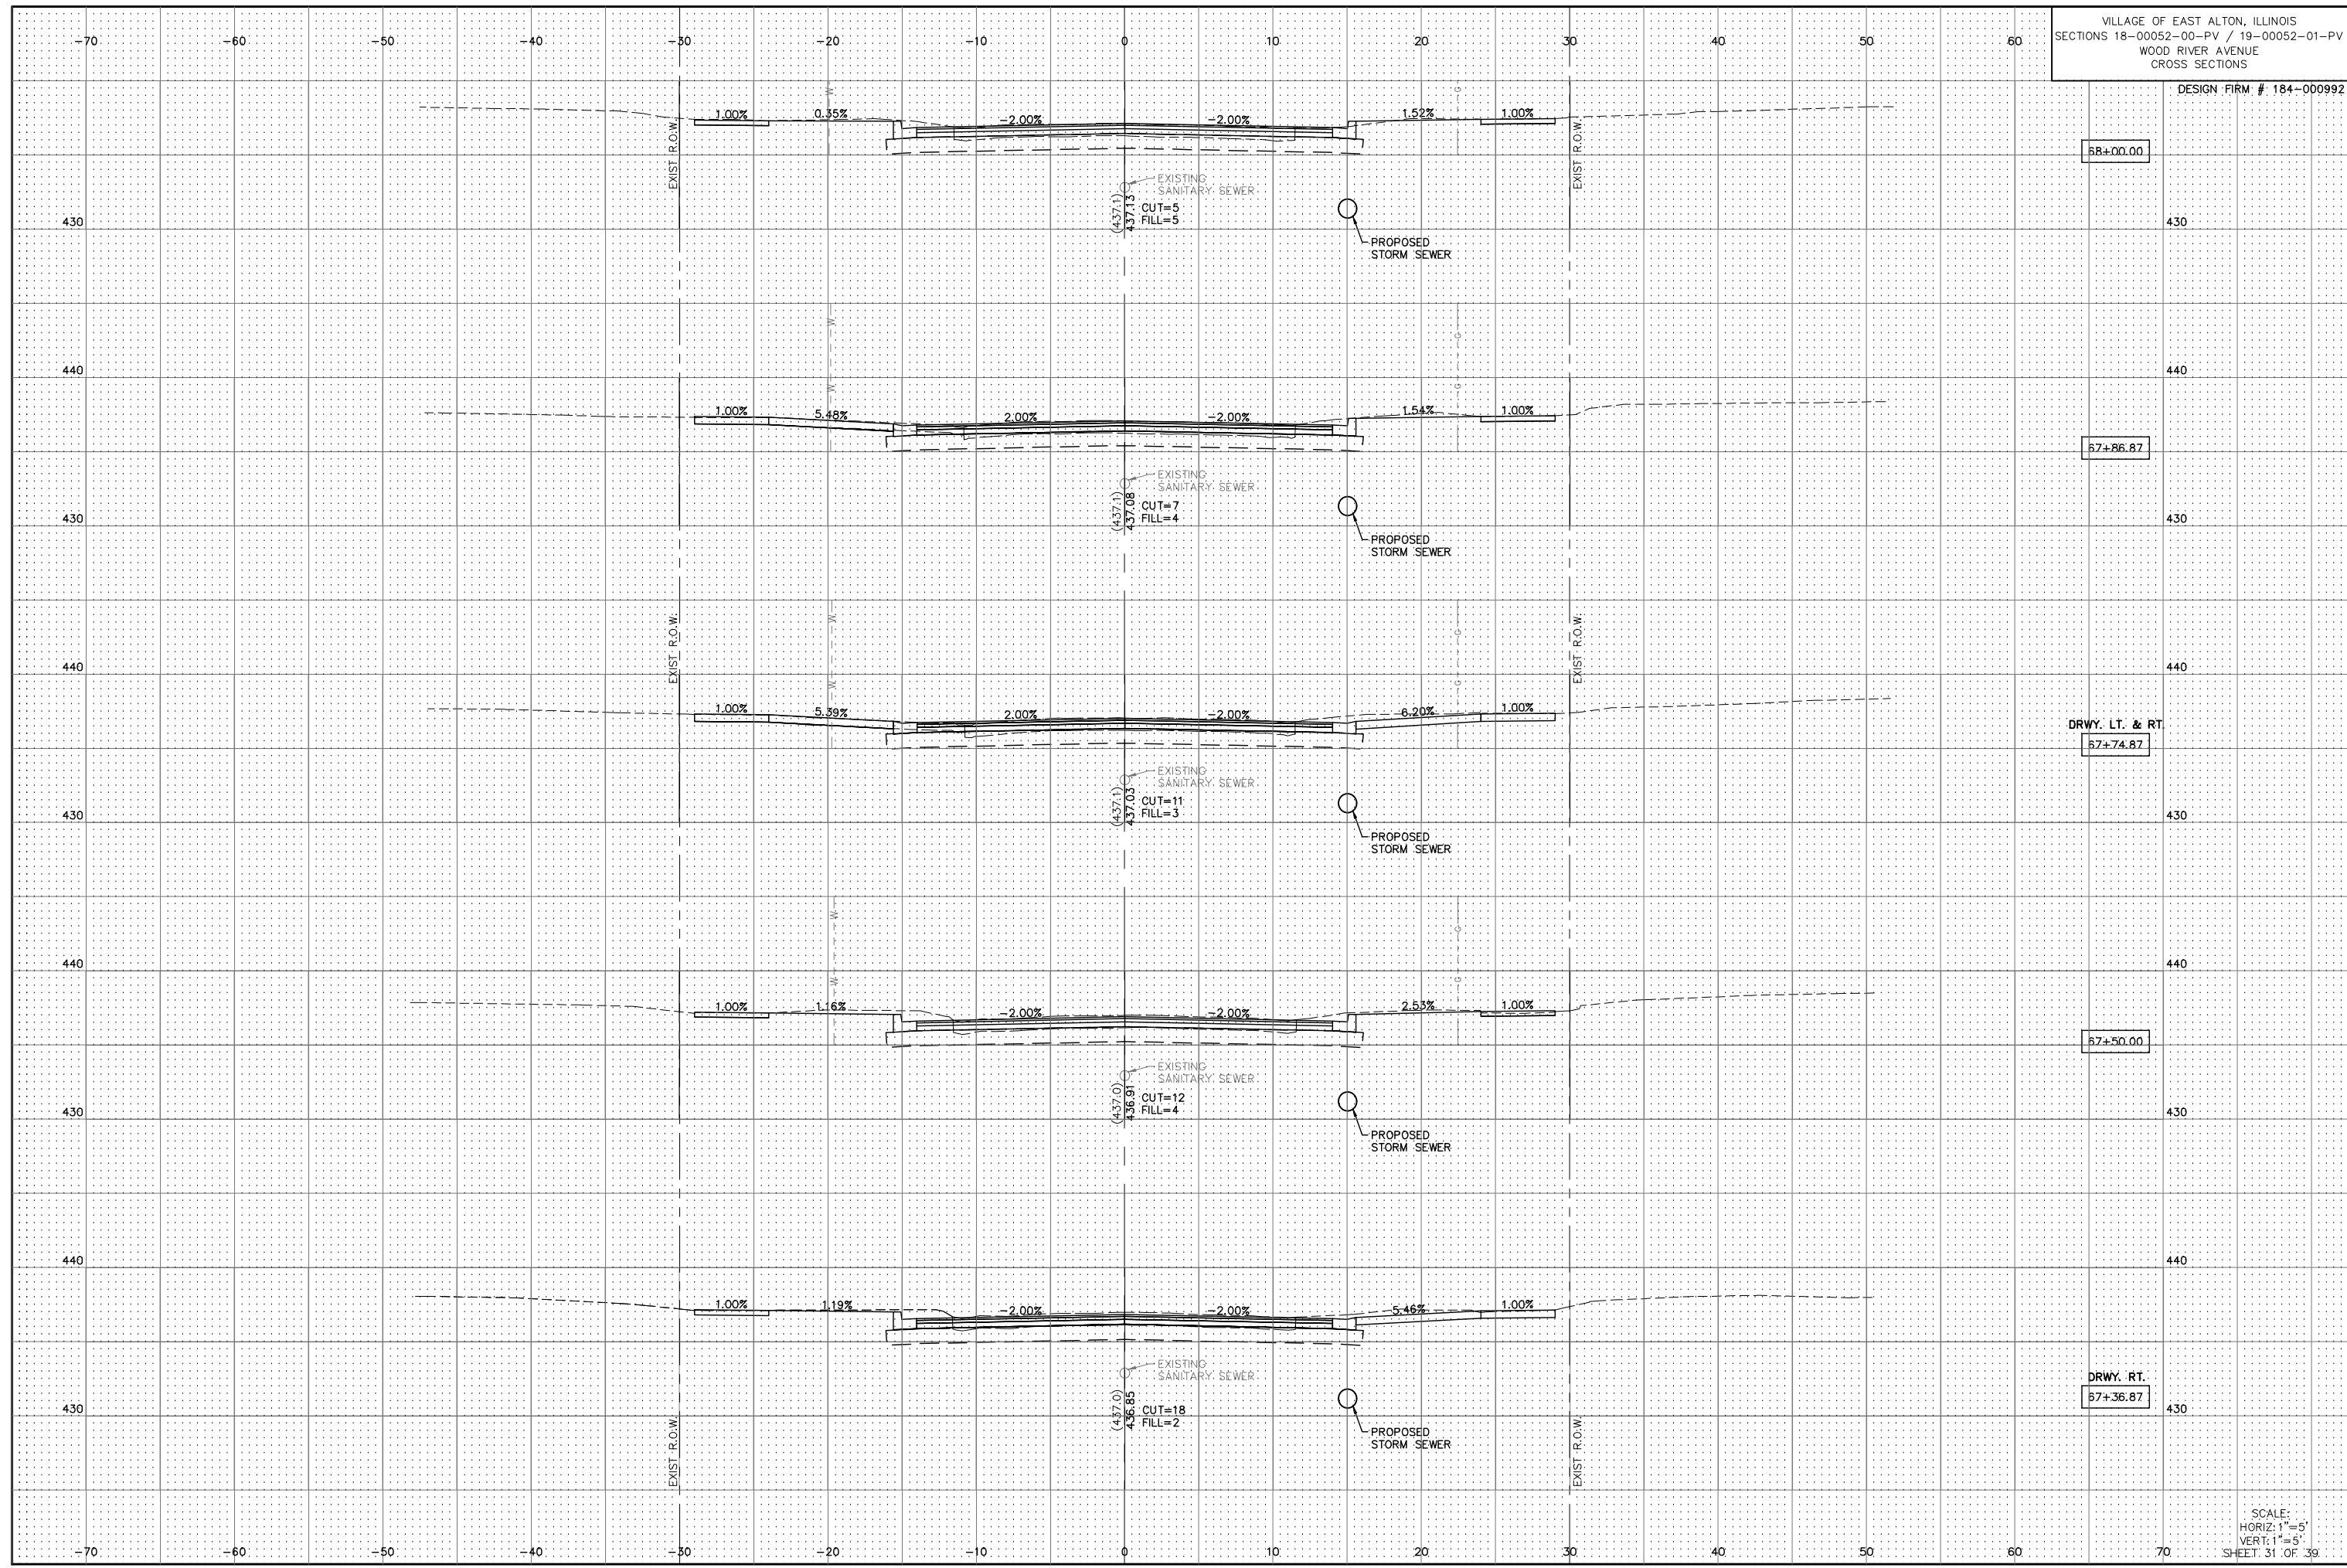 VILLAGE OF EAST ALTON, ILLINOIS
SECTIONS 18-00052-00-PV / 19-00052-01-PV
WOOD RIVER AVENUE
CROSS SECTIONS
DESIGN FIRM # 184-000992
-70 -60 -50 -40 -30 -20 -10 0 10 20 30 40 50 60
W G
1.00% 0.35% -2.00% -2.00% 1.52% 1.00%
EXIST R.O.W. EXIST R.O.W.
68+00.00
EXISTING
SANITARY SEWER
(437.1) 437.13
CUT=5
FILL=5
430 430
PROPOSED
STORM SEWER
W G
440 440
W G
1.00% 5.48% 2.00% -2.00% 1.54% 1.00%
67+86.87
EXISTING
SANITARY SEWER
(437.1) 437.08
CUT=7
FILL=4
430 430
PROPOSED
STORM SEWER
W G
EXIST R.O.W. EXIST R.O.W.
440 440
W G
1.00% 5.39% 2.00% -2.00% 6.20% 1.00%
DRWY. LT. & RT.
67+74.87
EXISTING
SANITARY SEWER
(437.1) 437.03
CUT=11
FILL=3
430 430
PROPOSED
STORM SEWER
W G
440 440
W G
1.00% 1.16% -2.00% -2.00% 2.53% 1.00%
67+50.00
EXISTING
SANITARY SEWER
(437.0) 436.91
CUT=12
FILL=4
430 430
PROPOSED
STORM SEWER
440 440
1.00% 1.19% -2.00% -2.00% 5.46% 1.00%
EXISTING
SANITARY SEWER
DRWY. RT.
67+36.87
(437.0) 436.85
CUT=18
FILL=2
430 430
PROPOSED
STORM SEWER
EXIST R.O.W. EXIST R.O.W.
SCALE:
HORIZ: 1"=5'
VERT: 1"=5'
SHEET 31 OF 39
-70 -60 -50 -40 -30 -20 -10 0 10 20 30 40 50 60 70